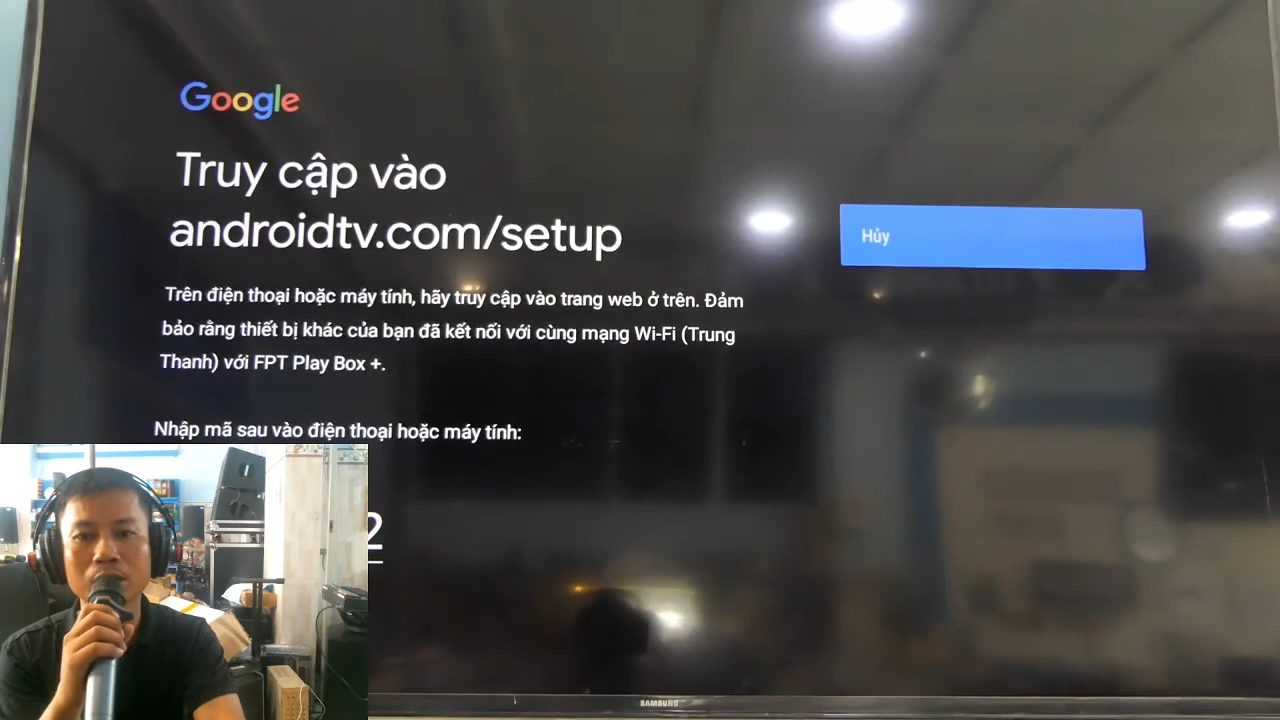 Google
Truy cập vào
androidtv.com/setup
Hủy
Trên điện thoại hoặc máy tính, hãy truy cập vào trang web ở trên. Đảm
bảo rằng thiết bị khác của bạn đã kết nối với cùng mạng Wi-Fi (Trung
Thanh) với FPT Play Box +.
Nhập mã sau vào điện thoại hoặc máy tính:
2
SAMSUNG